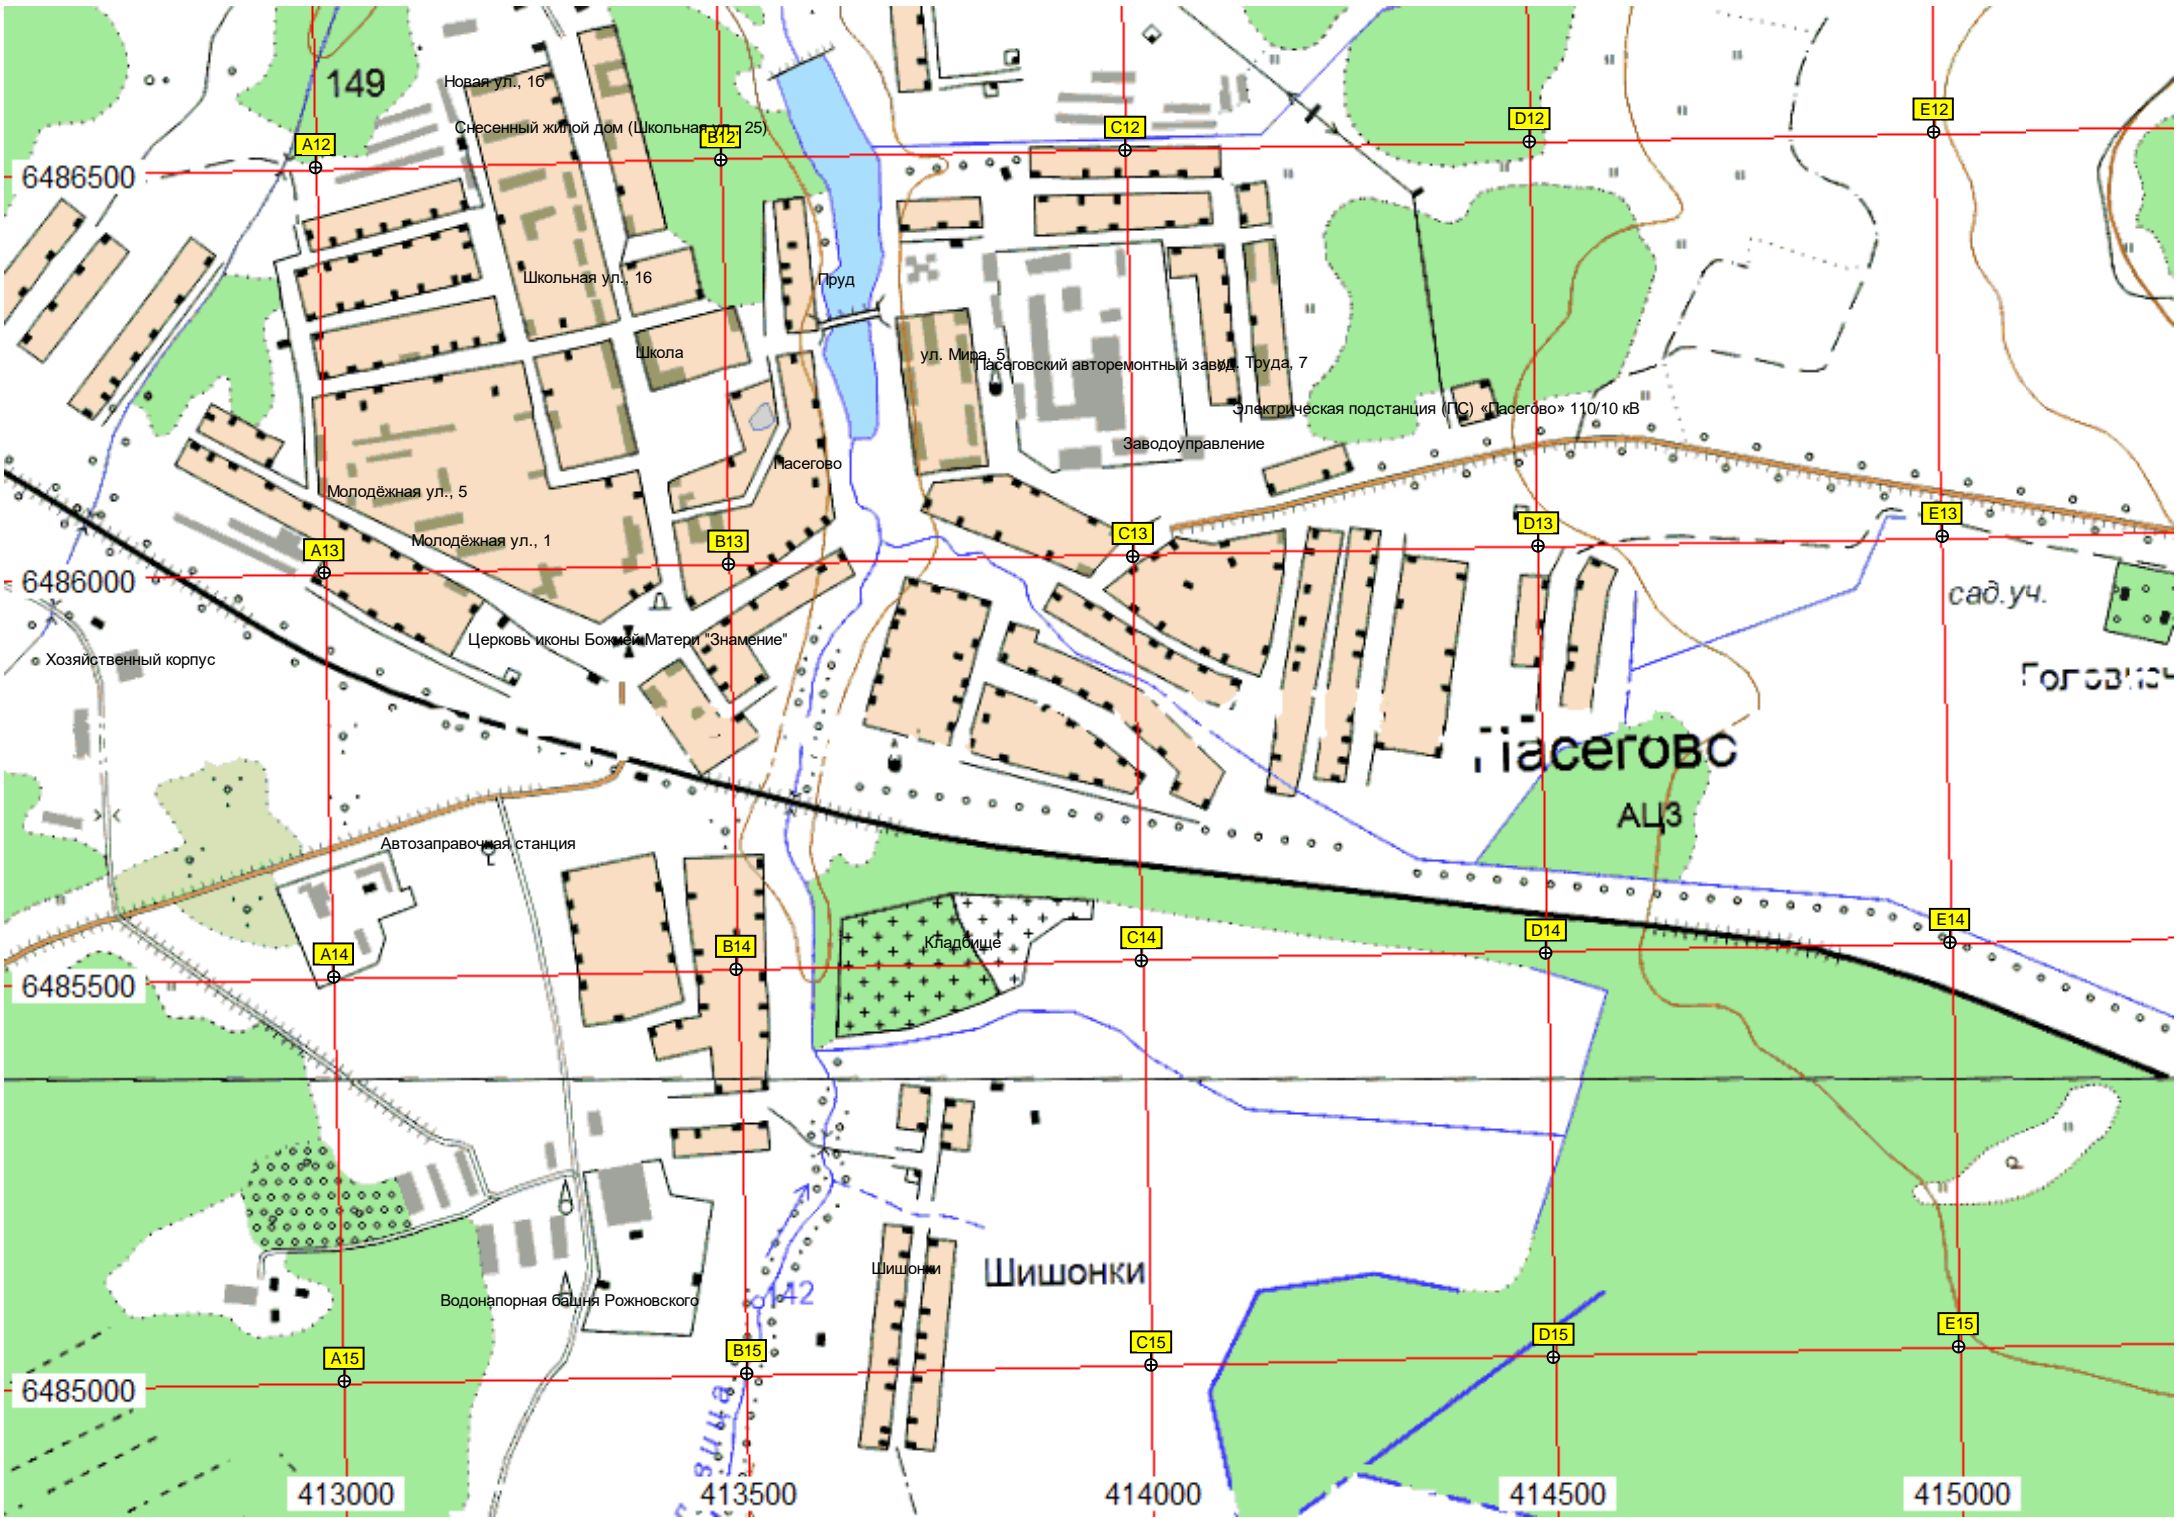 149
Новая ул., 16
Снесенный жилой дом (Школьная ул., 25)
A12
B12
C12
D12
E12
6486500
Школьная ул., 16
Пруд
Школа
ул. Мира, 5
Пасеговский авторемонтный завод
ул. Труда, 7
Электрическая подстанция (ПС) «Пасегово» 110/10 кВ
Заводоуправление
Пасегово
Молодёжная ул., 5
Молодёжная ул., 1
A13
B13
C13
D13
E13
6486000
сад.уч.
Церковь иконы Божией Матери "Знамение"
Хозяйственный корпус
Пасегово
АЦЗ
Автозаправочная станция
Кладбище
A14
B14
C14
D14
E14
6485500
Шишонки
Шишонки
Водонапорная башня Рожновского
142
A15
B15
C15
D15
E15
6485000
413000
413500
414000
414500
415000